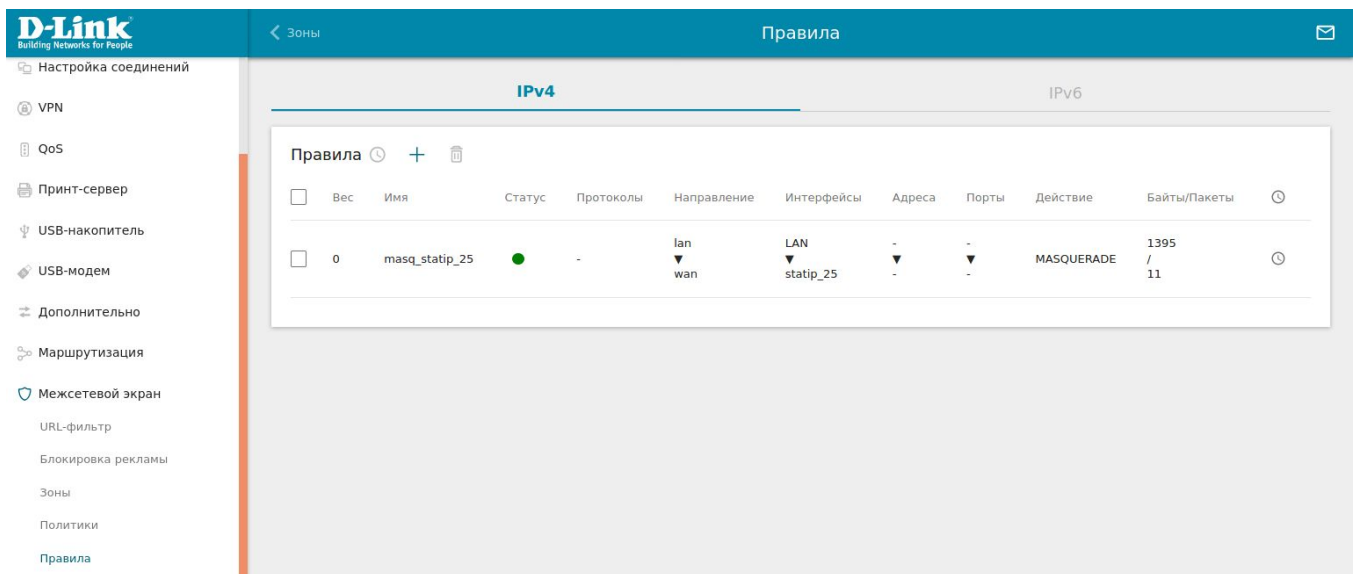 D-Link
Building Networks for People
Зоны
Правила
Настройка соединений
VPN
QoS
Принт-сервер
USB-накопитель
USB-модем
Дополнительно
Маршрутизация
Межсетевой экран
URL-фильтр
Блокировка рекламы
Зоны
Политики
Правила
IPv4 IPv6
Правила
Вес Имя Статус Протоколы Направление Интерфейсы Адреса Порты Действие Байты/Пакеты
lan LAN - - 1395
0 masq_statip_25 - ▼ ▼ ▼ ▼ MASQUERADE /
wan statip_25 - - 11